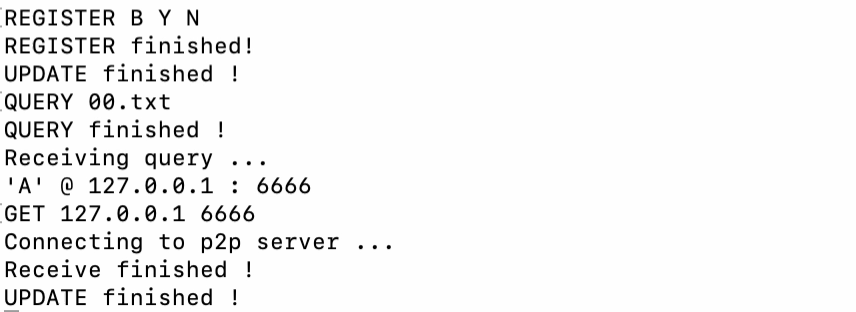 REGISTER B Y N
REGISTER finished!
UPDATE finished !
QUERY 00.txt
QUERY finished !
Receiving query ...
'A' @ 127.0.0.1 : 6666
GET 127.0.0.1 6666
Connecting to p2p server ...
Receive finished !
UPDATE finished !